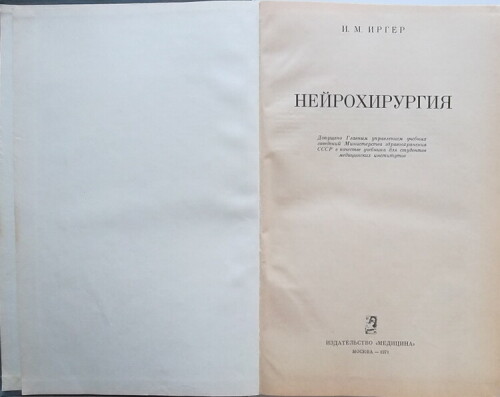 И. М. ИРГЕР
НЕЙРОХИРУРГИЯ
Допущено Главным управлением учебных
заведений Министерства здравоохранения
СССР в качестве учебника для студентов
медицинских институтов
ИЗДАТЕЛЬСТВО «МЕДИЦИНА»
МОСКВА — 1971